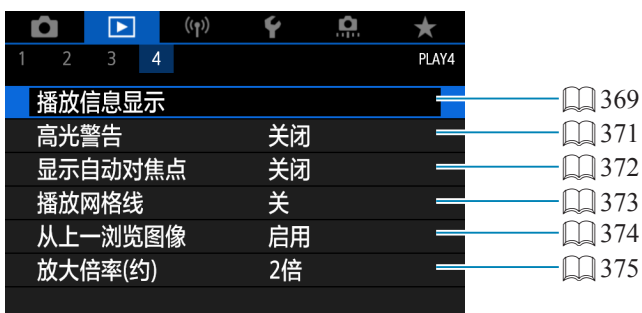 1 2 3 4 PLAY4
播放信息显示 369
高光警告 关闭 371
显示自动对焦点 关闭 372
播放网格线 关 373
从上一浏览图像 启用 374
放大倍率(约) 2倍 375